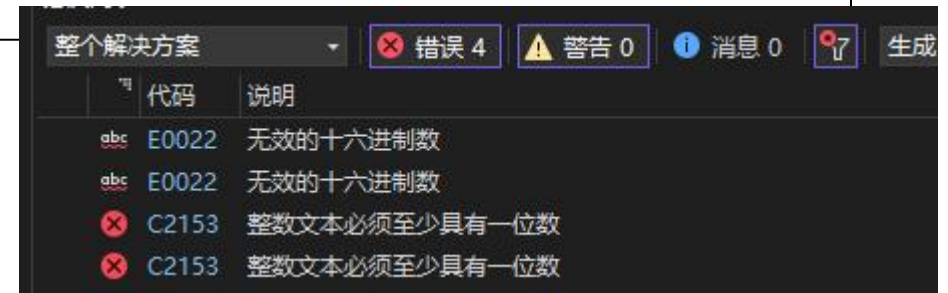 整个解决方案 错误 4 警告 0 消息 0 生成
代码 说明
abc E0022 无效的十六进制数
abc E0022 无效的十六进制数
C2153 整数文本必须至少具有一位数
C2153 整数文本必须至少具有一位数